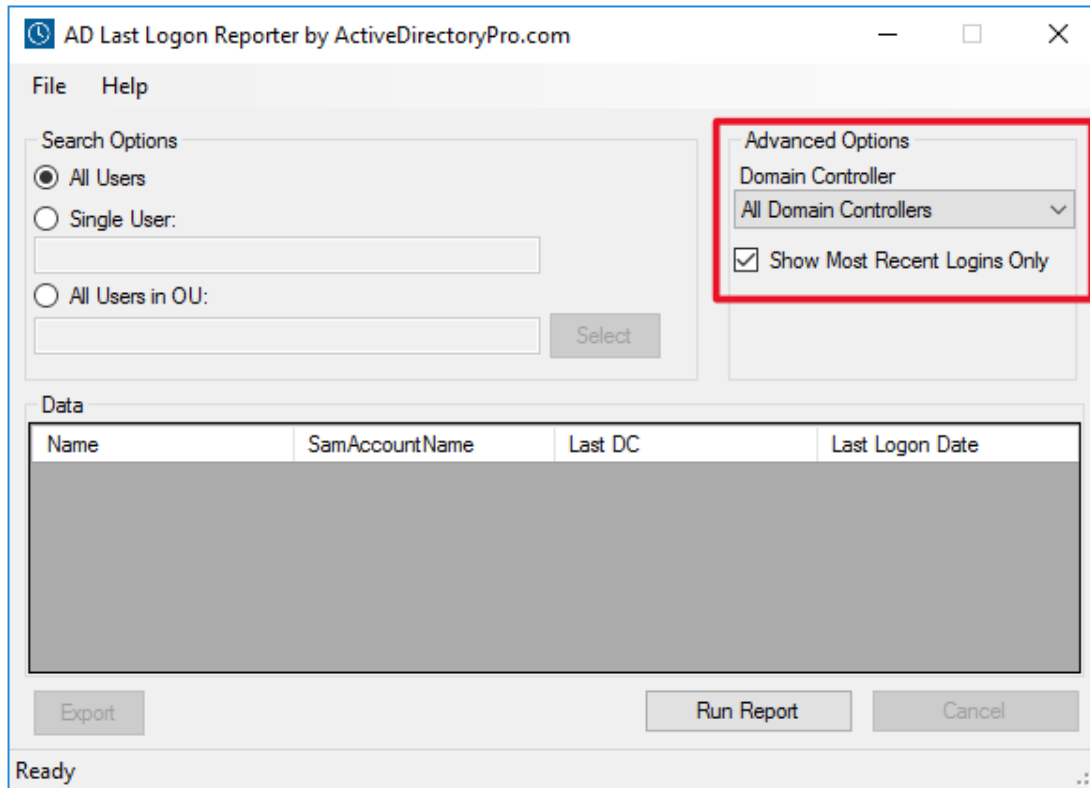 AD Last Logon Reporter by ActiveDirectoryPro.com
File Help
Search Options
All Users
Single User:
All Users in OU:
Select
Advanced Options
Domain Controller
All Domain Controllers
Show Most Recent Logins Only
Data
Name SamAccountName Last DC Last Logon Date
Export Run Report Cancel
Ready